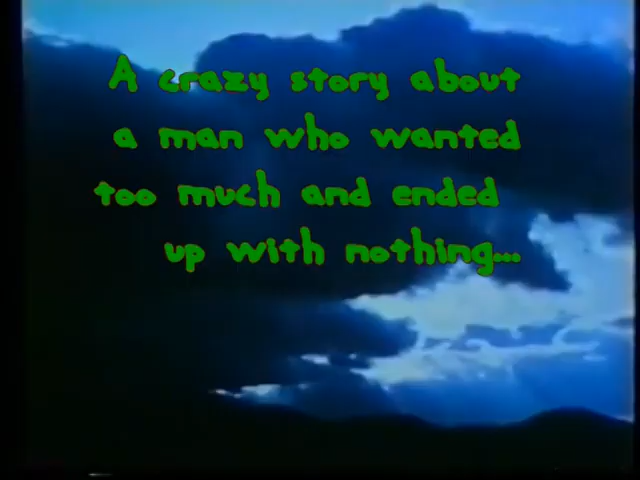 A crazy story about
a man who wanted
too much and ended
up with nothing...